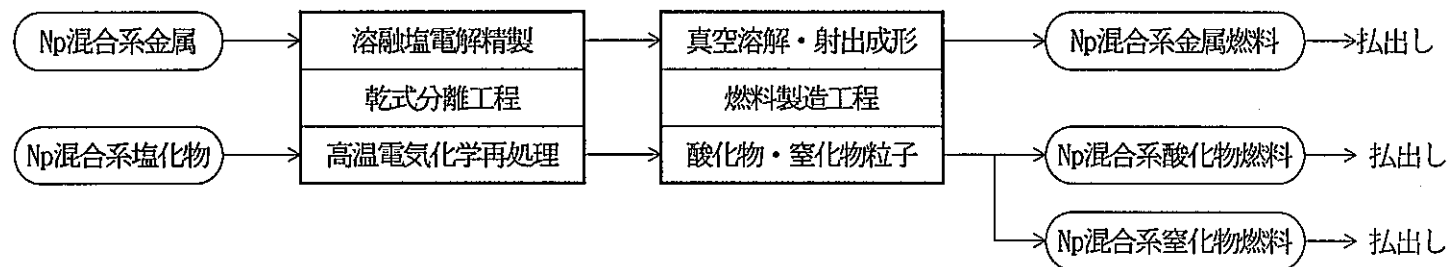 Np混合系金属
溶融塩電解精製
真空溶解・射出成形
Np混合系金属燃料
払出し
乾式分離工程
燃料製造工程
Np混合系塩化物
高温電気化学再処理
酸化物・窒化物粒子
Np混合系酸化物燃料
払出し
Np混合系窒化物燃料
払出し